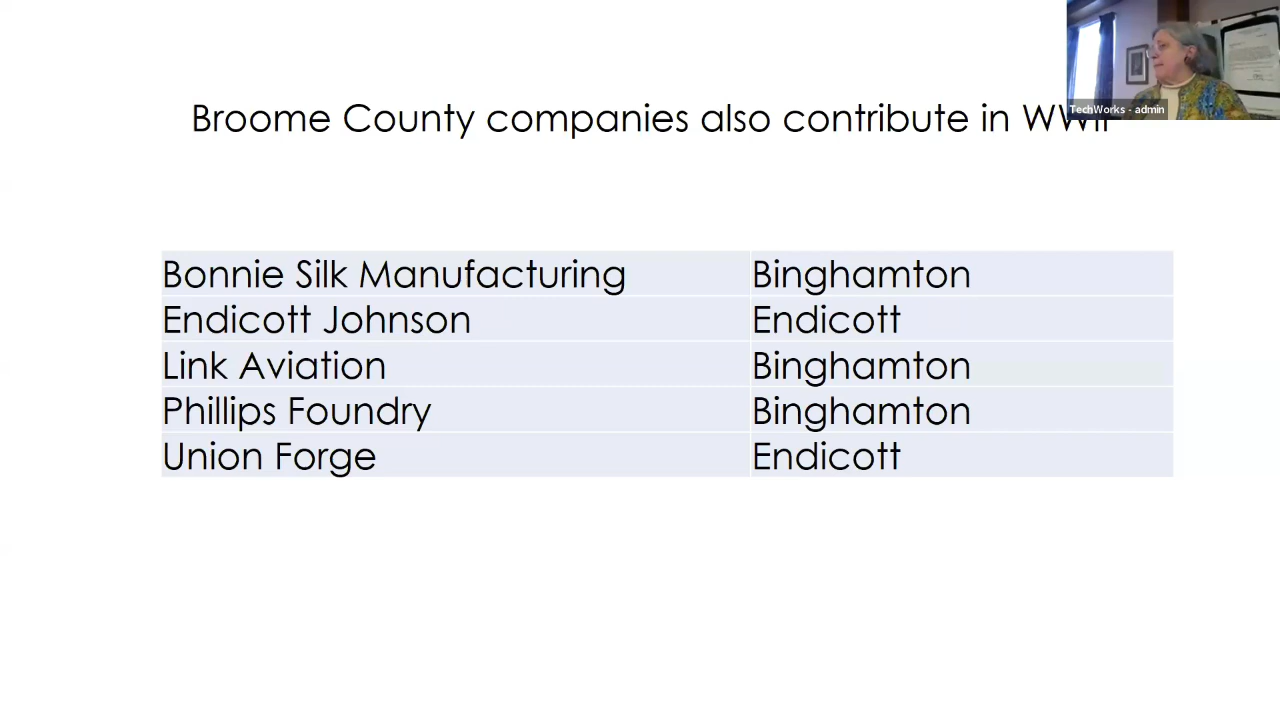 Broome County companies also contribute in WWII
TechWorks - admin
Bonnie Silk Manufacturing Binghamton
Endicott Johnson Endicott
Link Aviation Binghamton
Phillips Foundry Binghamton
Union Forge Endicott